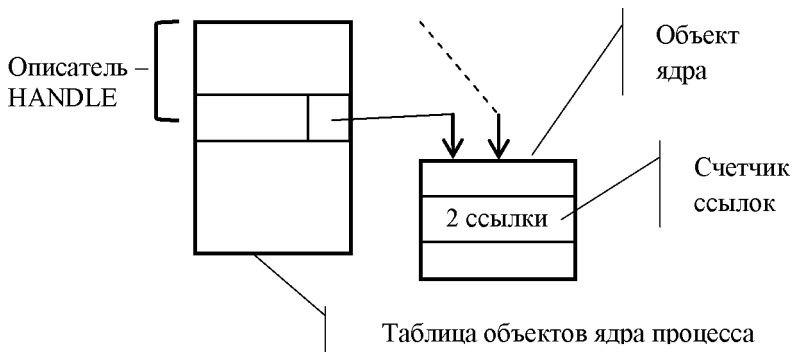 Описатель –
HANDLE
Объект
ядра
Счетчик
ссылок
2 ссылки
Таблица объектов ядра процесса